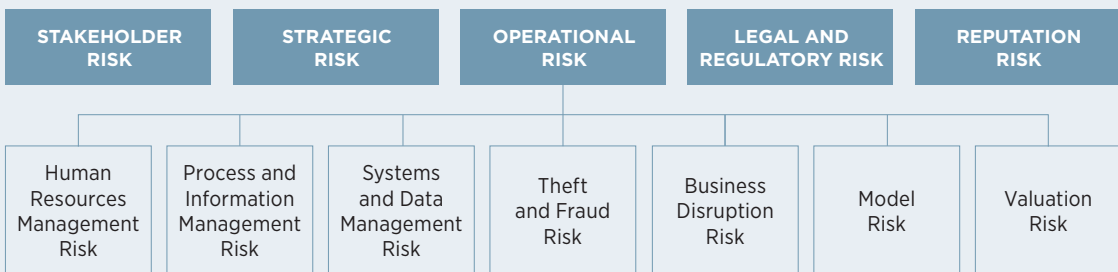 STAKEHOLDER
RISK
STRATEGIC
RISK
OPERATIONAL
RISK
LEGAL AND
REGULATORY RISK
REPUTATION
RISK
Human
Resources
Management
Risk
Process and
Information
Management
Risk
Systems
and Data
Management
Risk
Theft
and Fraud
Risk
Business
Disruption
Risk
Model
Risk
Valuation
Risk